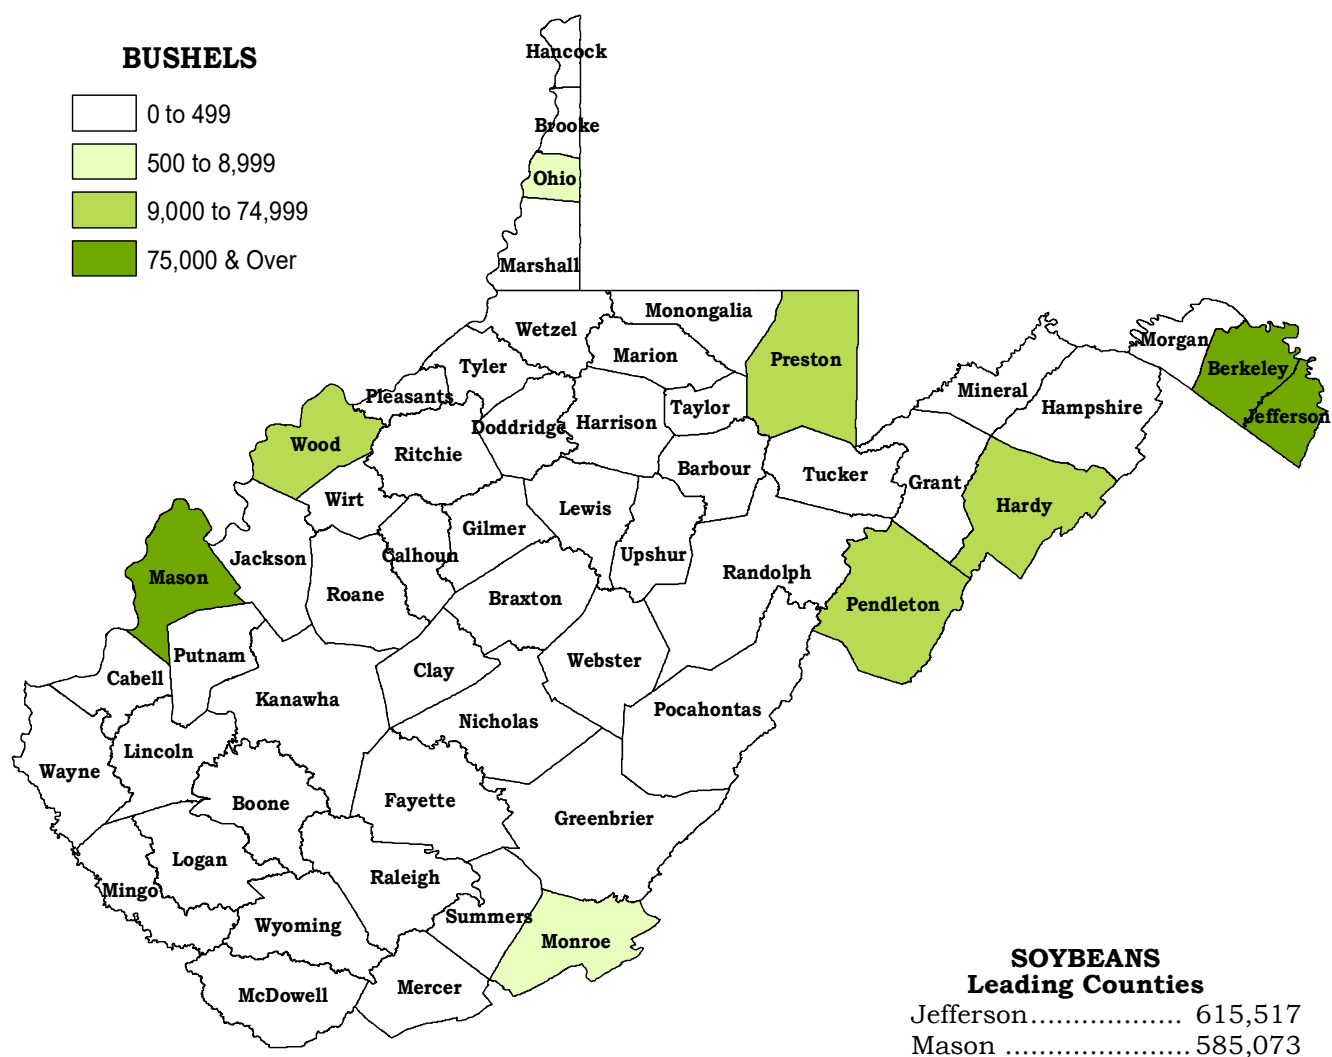 BUSHELS
0 to 499
500 to 8,999
9,000 to 74,999
75,000 & Over
Hancock
Brooke
Ohio
Marshall
Wetzel
Monongalia
Marion
Preston
Morgan
Berkeley
Jefferson
Tyler
Pleasants
Mineral
Hampshire
Doddridge
Harrison
Taylor
Wood
Ritchie
Barbour
Tucker
Grant
Hardy
Wirt
Lewis
Gilmer
Jackson
Calhoun
Upshur
Mason
Roane
Randolph
Braxton
Pendleton
Putnam
Cabell
Clay
Webster
Kanawha
Nicholas
Pocahontas
Lincoln
Wayne
Boone
Fayette
Greenbrier
Logan
Mingo
Raleigh
Summers
Wyoming
Monroe
McDowell
Mercer
SOYBEANS
Leading Counties
Jefferson.................. 615,517
Mason ...................... 585,073